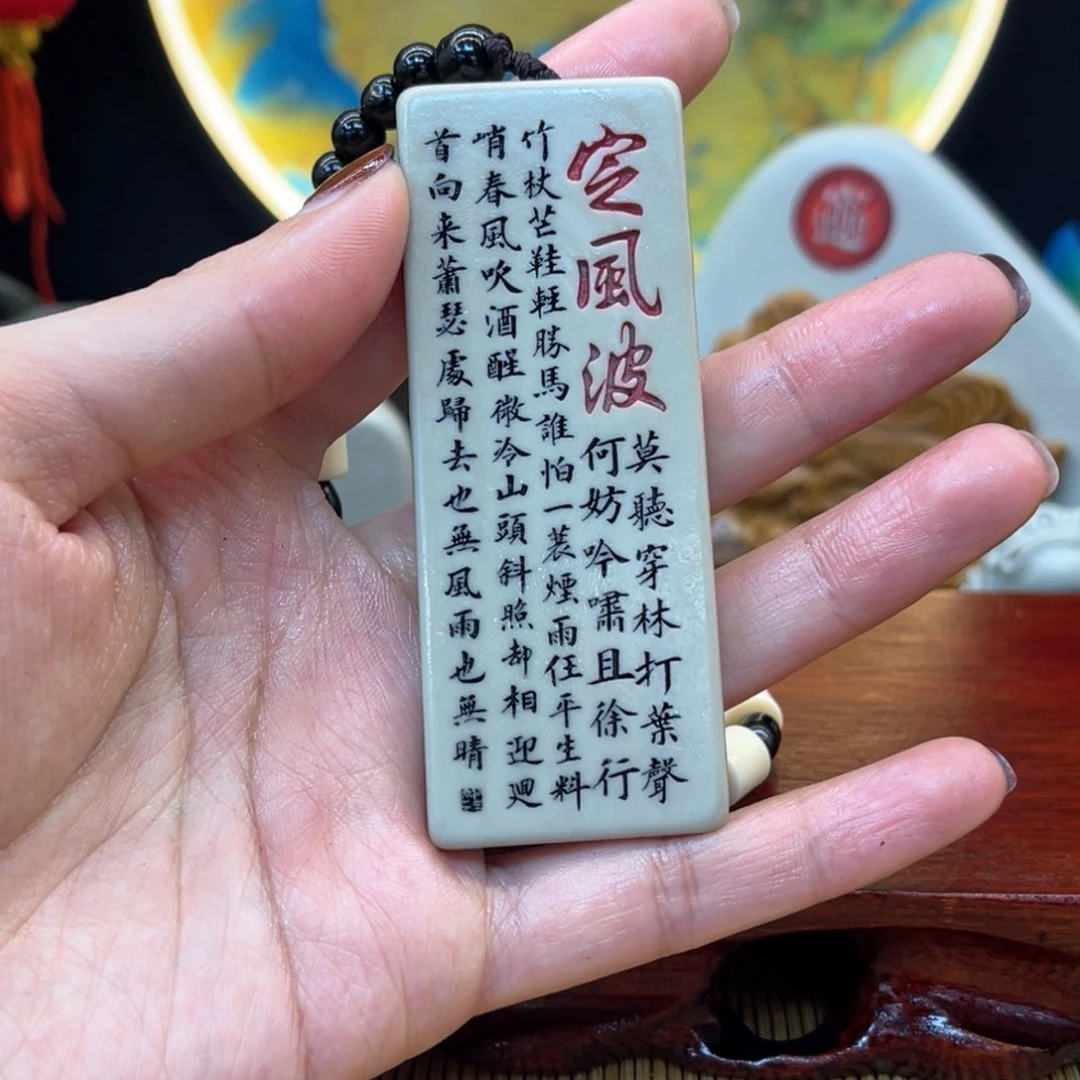 定風波
莫聽穿林打葉聲
何妨吟嘯且徐行
竹杖芒鞋輕勝馬誰怕一蓑煙雨任平生料
峭春風吹酒醒微冷山頭斜照却相迎廻
首向来蕭瑟處歸去也無風雨也無晴